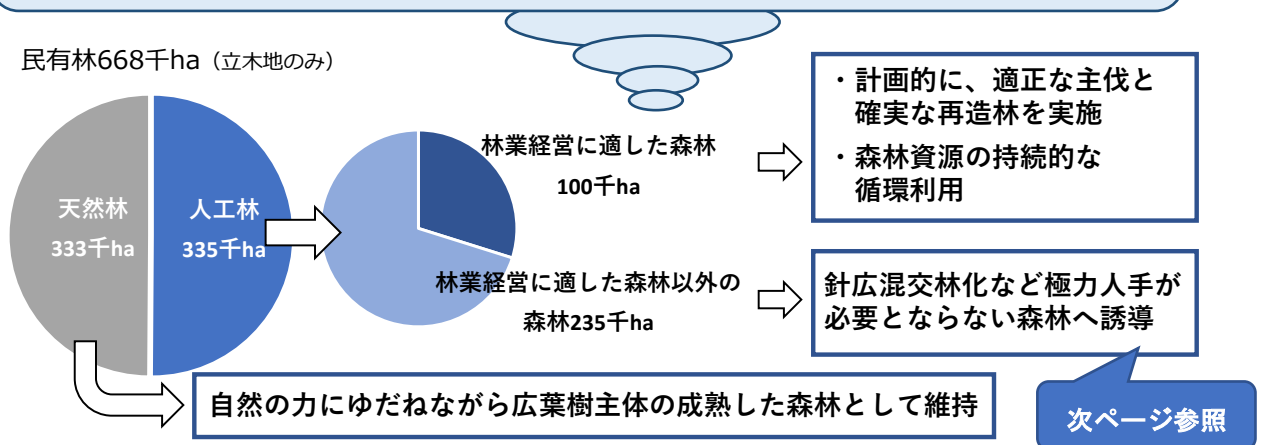 民有林668千ha（立木地のみ）
天然林
333千ha
人工林
335千ha
林業経営に適した森林
100千ha
・計画的に、適正な主伐と
確実な再造林を実施
・森林資源の持続的な
循環利用
林業経営に適した森林以外の
森林235千ha
針広混交林化など極力人手が
必要とならない森林へ誘導
自然の力にゆだねながら広葉樹主体の成熟した森林として維持
次ページ参照